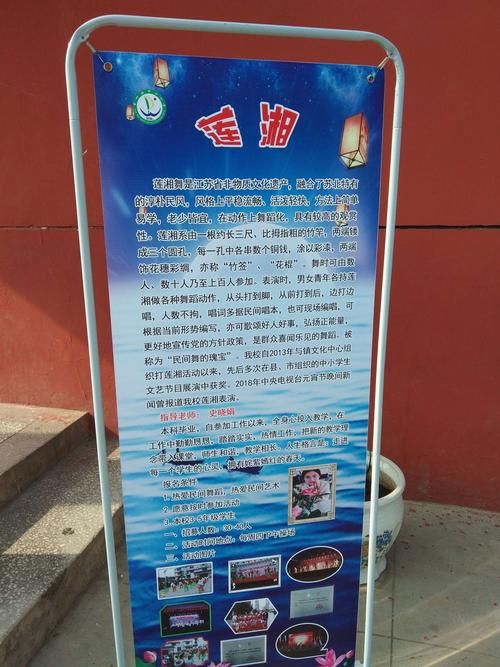 莲湘
莲湘舞是江苏省非物质文化遗产，融合了苏北特有
的淳朴民风，风格上平稳流畅、活泼轻快，方法上简单
易学，老少皆宜，在动作上舞蹈化，具有较高的观赏
性。莲湘系由一根约长三尺、比拇指粗的竹竿，两端镂
成三个圆孔，每一孔中各串数个铜钱，涂以彩漆，两端
饰花穗彩绸，亦称“竹签”、“花棍”。舞时可由数
人、数十人乃至上百人参加。表演时，男女青年各持莲
湘做各种舞蹈动作，从头打到脚，从前打到后，边打边
唱，人数不拘，唱词多据民间唱本，也可现场编唱，可
根据当前形势编写，亦可歌颂好人好事，弘扬正能量，
更好地宣传党的方针政策，是群众喜闻乐见的舞蹈。被
称为“民间舞的瑰宝”。我校自2013年与镇文化中心组
织打莲湘活动以来，先后多次在县、市组织的中小学生
文艺节目展演中获奖。2018年中央电视台元宵节晚间新
闻曾报道我校莲湘表演。
指导老师： 史晓娟
本科毕业，自参加工作以来，全身心投入教学，在
工作中勤勤恳恳，踏踏实实，热情工作，把新的教学理
念带入课堂，师生和谐，教学相长。人生格言是：走进
每一个学生的心灵，拥有姹紫嫣红的春天。
报名条件：
1. 热爱民间舞蹈，热爱民间艺术
2. 愿意按时参加活动
3. 本校3-5年级学生
一、招募人数：30-40人
二、活动时间地点：每周四下午操场
三、活动图片